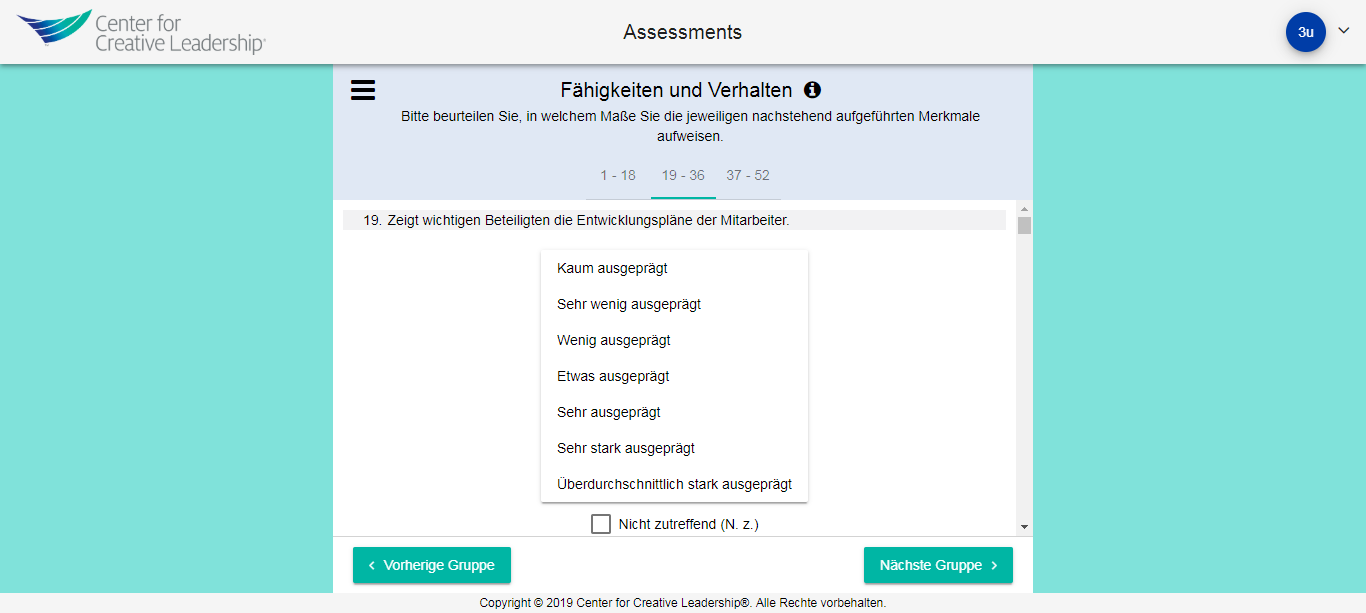 Center for
Creative Leadership®
Assessments
3u
Fähigkeiten und Verhalten
Bitte beurteilen Sie, in welchem Maße Sie die jeweiligen nachstehend aufgeführten Merkmale
aufweisen.
1 - 18 19 - 36 37 - 52
19. Zeigt wichtigen Beteiligten die Entwicklungspläne der Mitarbeiter.
Kaum ausgeprägt
Sehr wenig ausgeprägt
Wenig ausgeprägt
Etwas ausgeprägt
Sehr ausgeprägt
Sehr stark ausgeprägt
Überdurchschnittlich stark ausgeprägt
Nicht zutreffend (N. z.)
Vorherige Gruppe
Nächste Gruppe
Copyright © 2019 Center for Creative Leadership®. Alle Rechte vorbehalten.